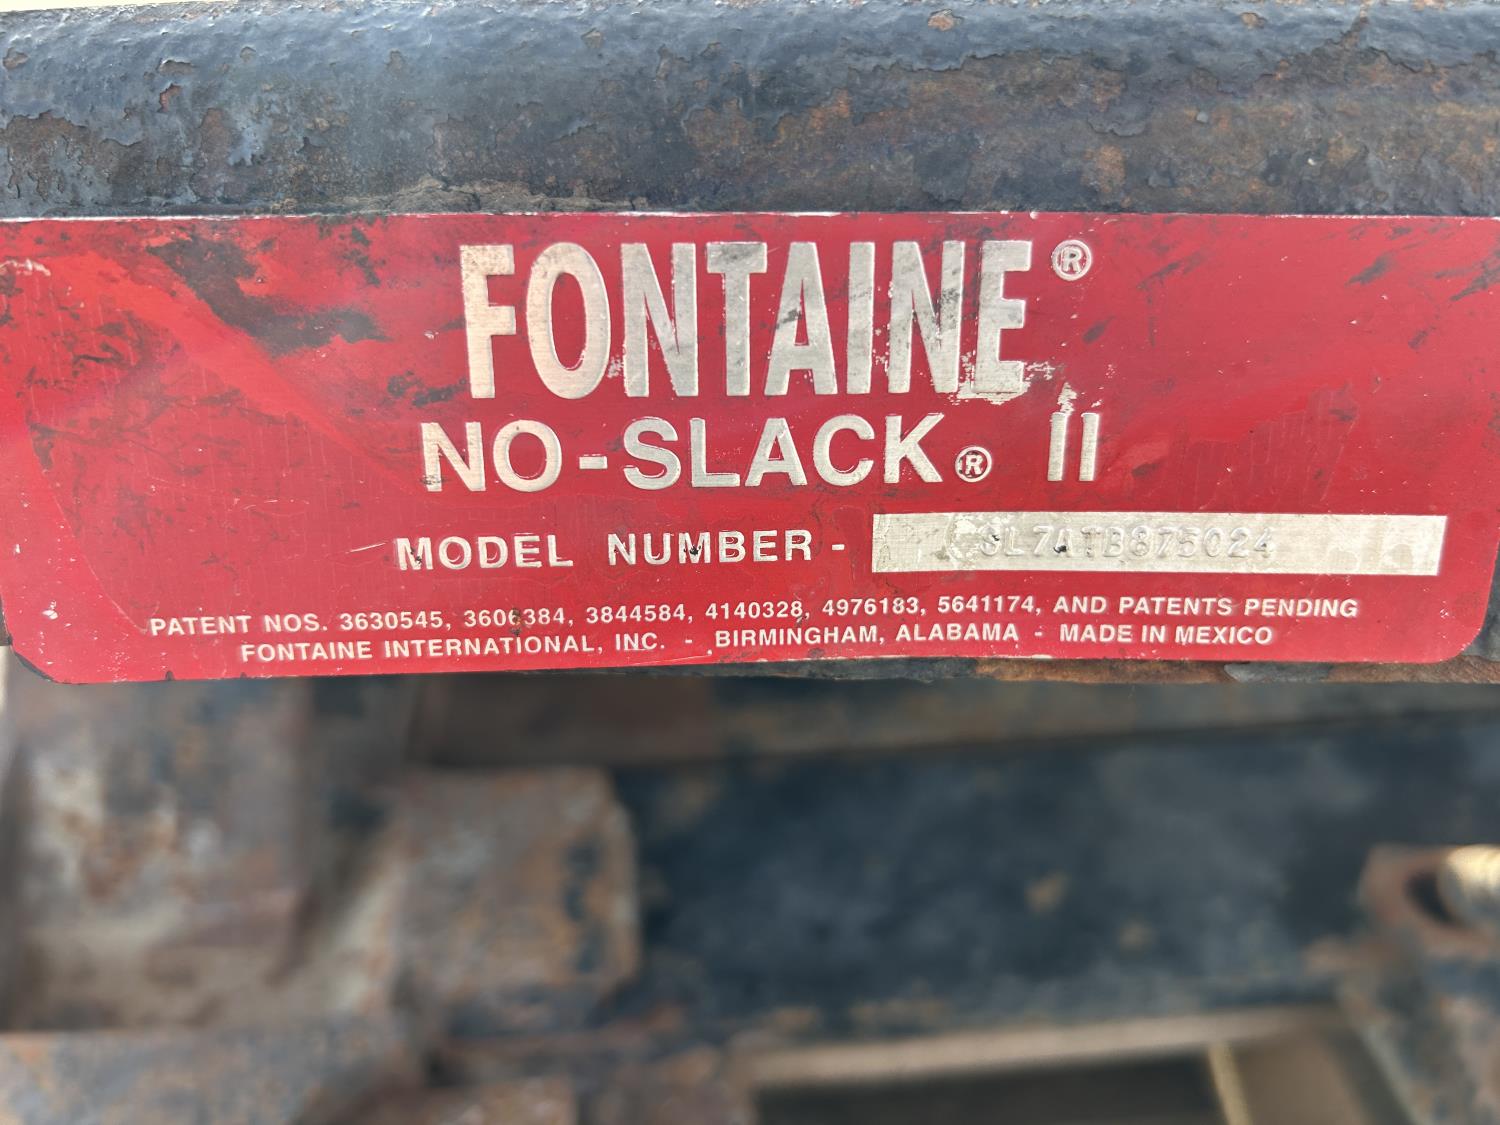 FONTAINE®
NO-SLACK® II
MODEL NUMBER - SL7ATB875024
PATENT NOS. 3630545, 3606384, 3844584, 4140328, 4976183, 5641174, AND PATENTS PENDING
FONTAINE INTERNATIONAL, INC. - BIRMINGHAM, ALABAMA - MADE IN MEXICO